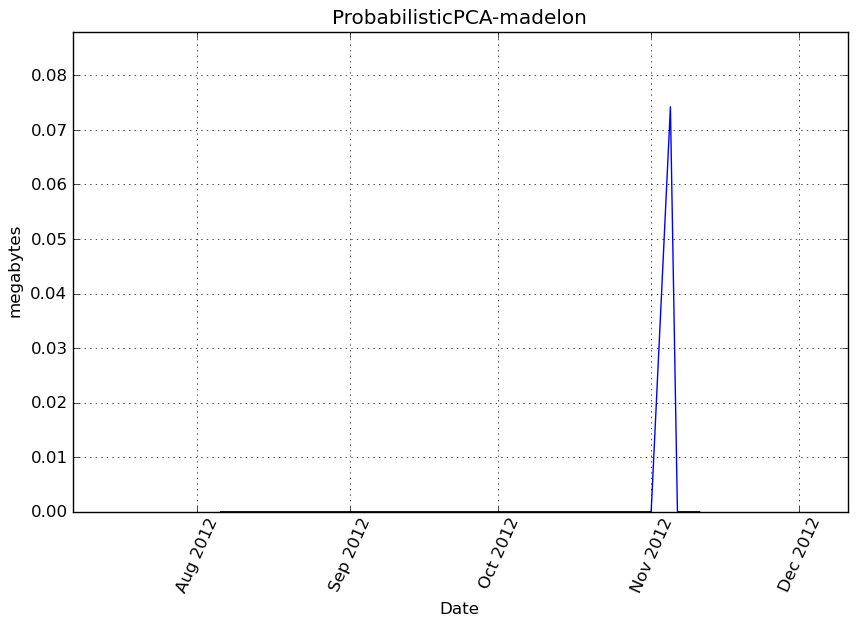 ProbabilisticPCA-madelon
0.08
0.07
0.06
0.05
0.04
0.03
0.02
0.01
0.00
megabytes
Aug 2012
Sep 2012
Oct 2012
Nov 2012
Dec 2012
Date